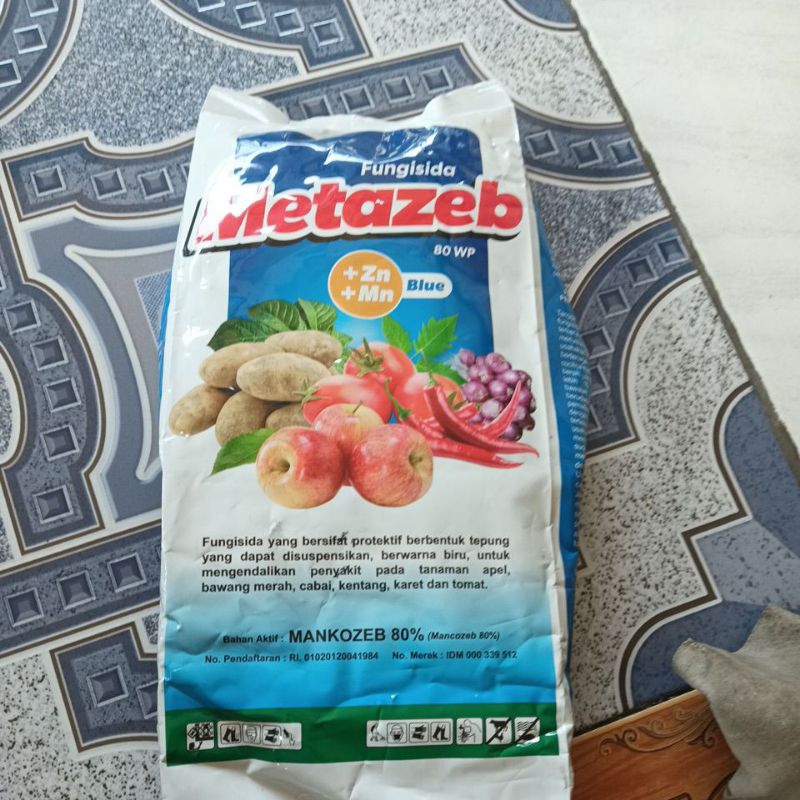 Fungisida
Metazeb
80 WP
+Zn
+Mn
Blue
Fungisida yang bersifat protektif berbentuk tepung
yang dapat disuspensikan, berwarna biru, untuk
mengendalikan penyakit pada tanaman apel,
bawang merah, cabai, kentang, karet dan tomat.
Bahan Aktif : MANKOZEB 80% (Mancozeb 80%)
No. Pendaftaran : RI. 01020120041984 No. Merek : IDM 000 339 512